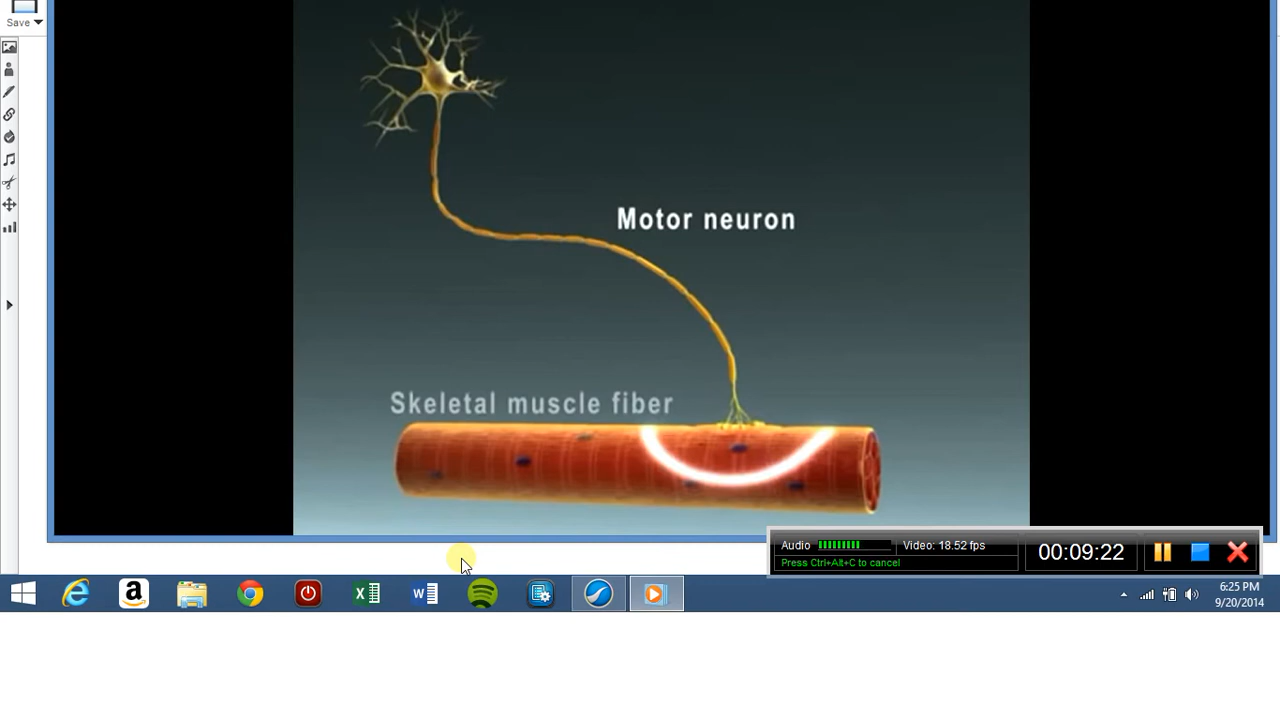 Save
Motor neuron
Skeletal muscle fiber
Audio
Video: 18.52 fps
Press Ctrl+Alt+C to cancel
00:09:22
6:25 PM
9/20/2014